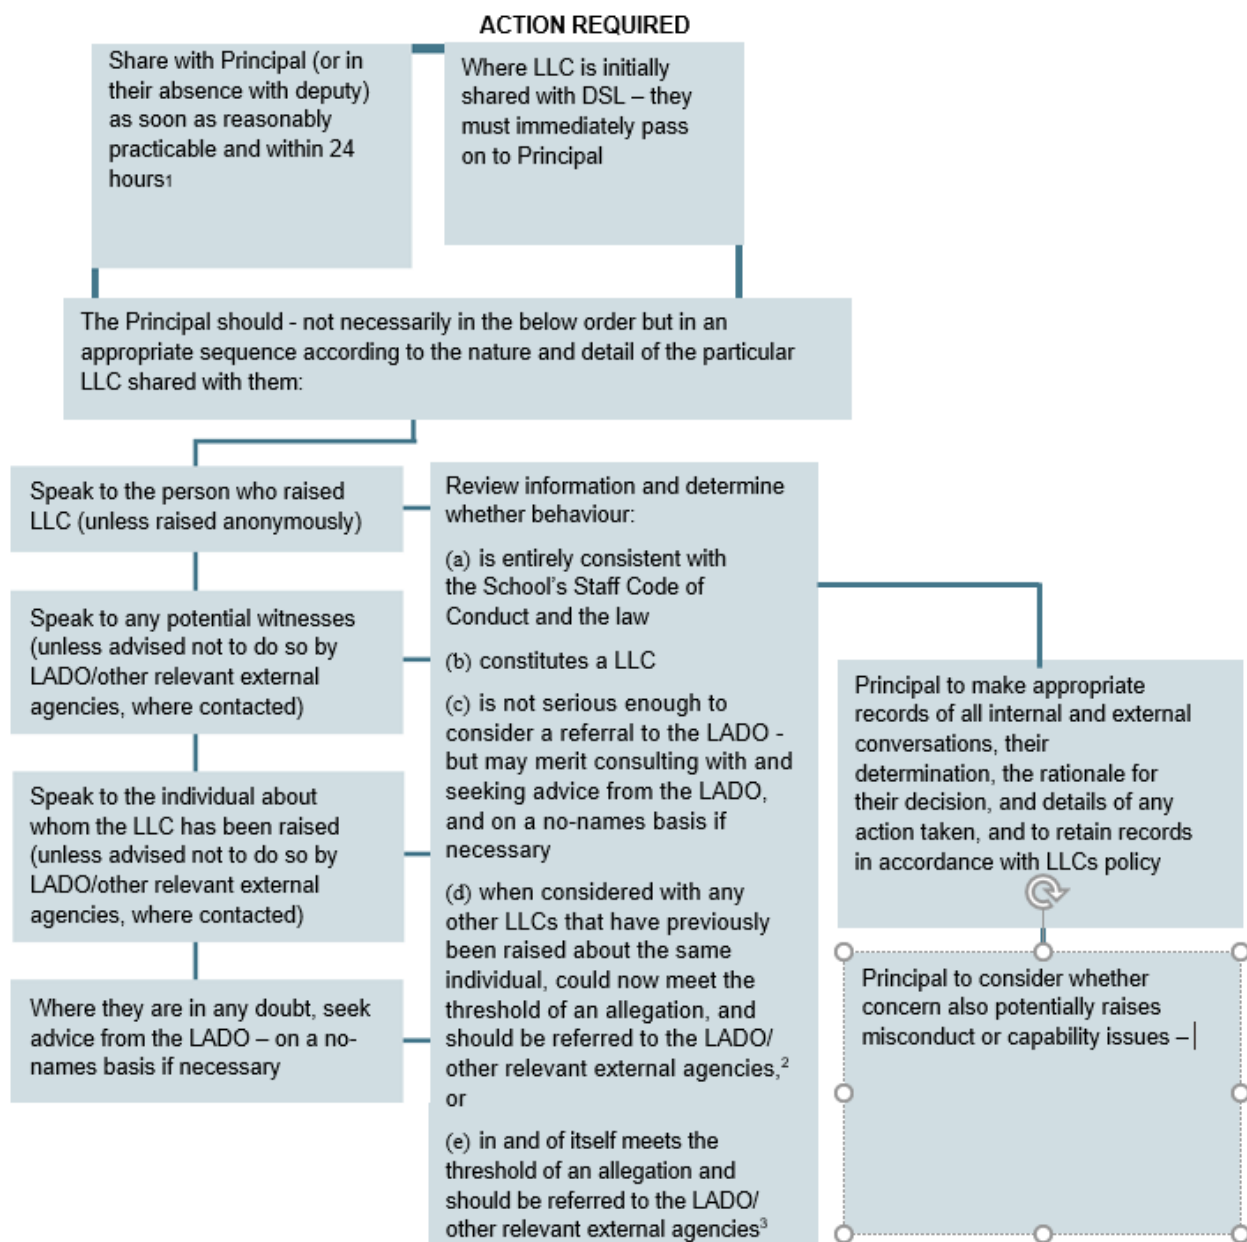 ACTION REQUIRED
Share with Principal (or in
their absence with deputy)
as soon as reasonably
practicable and within 24
hours1
Where LLC is initially
shared with DSL – they
must immediately pass
on to Principal
The Principal should - not necessarily in the below order but in an
appropriate sequence according to the nature and detail of the particular
LLC shared with them:
Speak to the person who raised
LLC (unless raised anonymously)
Speak to any potential witnesses
(unless advised not to do so by
LADO/other relevant external
agencies, where contacted)
Speak to the individual about
whom the LLC has been raised
(unless advised not to do so by
LADO/other relevant external
agencies, where contacted)
Where they are in any doubt, seek
advice from the LADO – on a no-
names basis if necessary
Review information and determine
whether behaviour:
(a) is entirely consistent with
the School's Staff Code of
Conduct and the law
(b) constitutes a LLC
(c) is not serious enough to
consider a referral to the LADO -
but may merit consulting with and
seeking advice from the LADO,
and on a no-names basis if
necessary
(d) when considered with any
other LLCs that have previously
been raised about the same
individual, could now meet the
threshold of an allegation, and
should be referred to the LADO/
other relevant external agencies,2
or
(e) in and of itself meets the
threshold of an allegation and
should be referred to the LADO/
other relevant external agencies3
Principal to make appropriate
records of all internal and external
conversations, their
determination, the rationale for
their decision, and details of any
action taken, and to retain records
in accordance with LLCs policy
Principal to consider whether
concern also potentially raises
misconduct or capability issues –